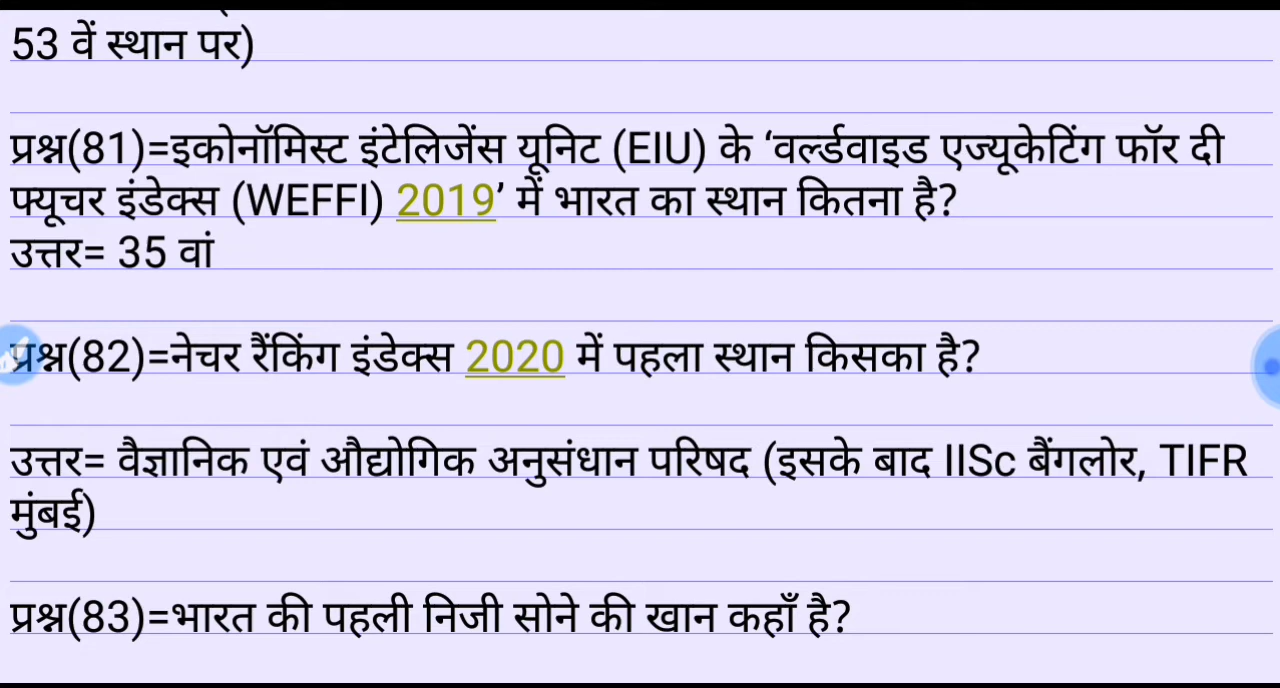 53 वें स्थान पर)
प्रश्न(81)=इकोनॉमिस्ट इंटेलिजेंस यूनिट (EIU) के ‘वर्ल्डवाइड एज्यूकेटिंग फॉर दी
फ्यूचर इंडेक्स (WEFFI) 2019’ में भारत का स्थान कितना है?
उत्तर= 35 वां
प्रश्न(82)=नेचर रैंकिंग इंडेक्स 2020 में पहला स्थान किसका है?
उत्तर= वैज्ञानिक एवं औद्योगिक अनुसंधान परिषद (इसके बाद IISc बैंगलोर, TIFR
मुंबई)
प्रश्न(83)=भारत की पहली निजी सोने की खान कहाँ है?